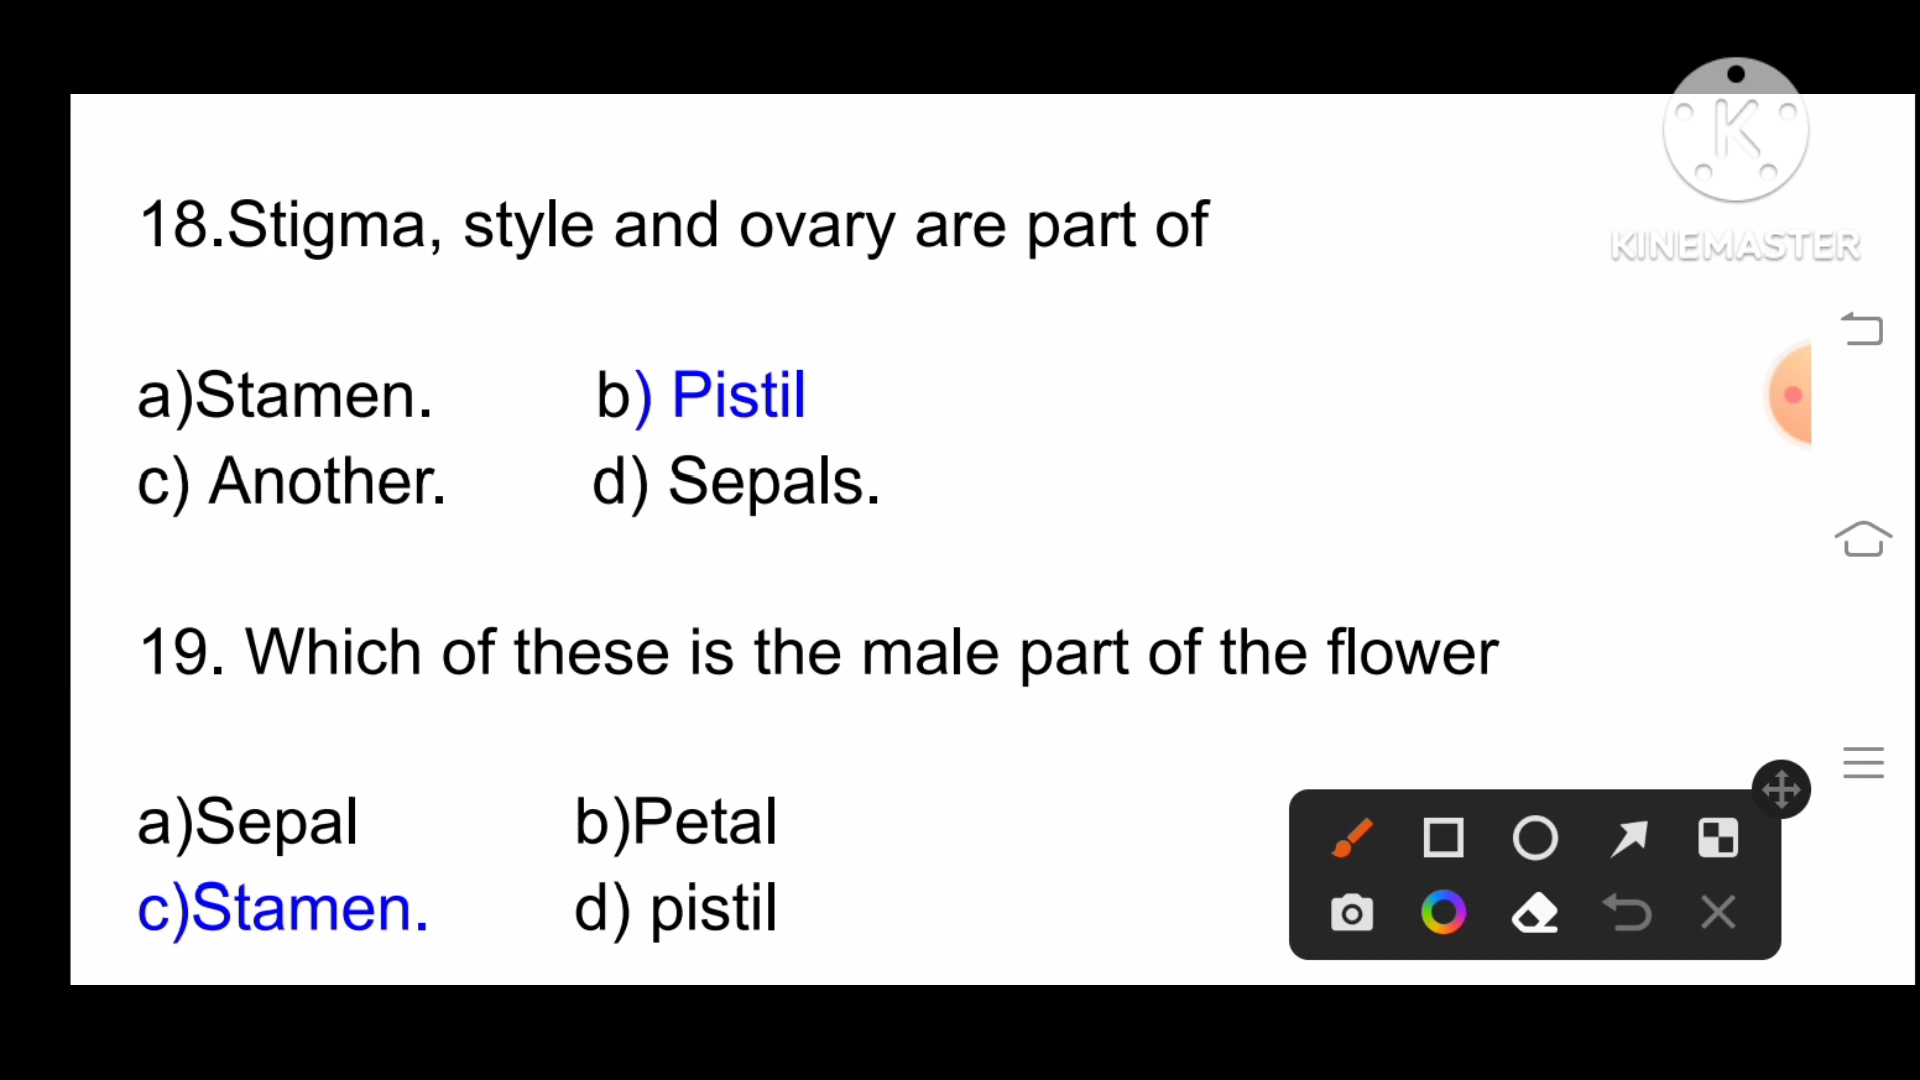 K
KINEMASTER
18.Stigma, style and ovary are part of
a)Stamen. b) Pistil
c) Another. d) Sepals.
19. Which of these is the male part of the flower
a)Sepal b)Petal
c)Stamen. d) pistil